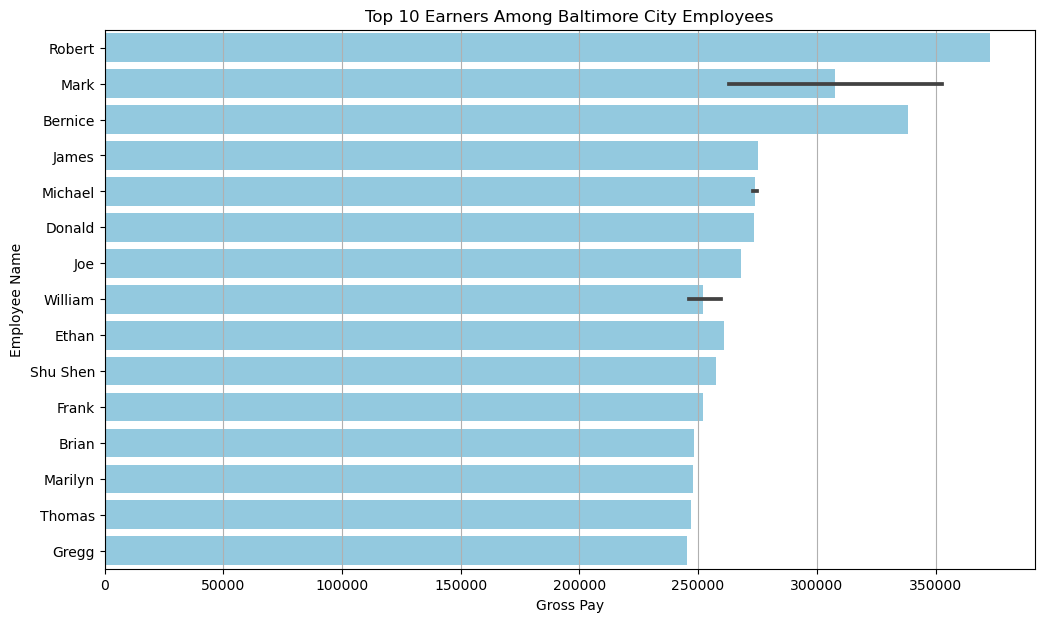 Top 10 Earners Among Baltimore City Employees
Employee Name
Robert
Mark
Bernice
James
Michael
Donald
Joe
William
Ethan
Shu Shen
Frank
Brian
Marilyn
Thomas
Gregg
0 50000 100000 150000 200000 250000 300000 350000
Gross Pay